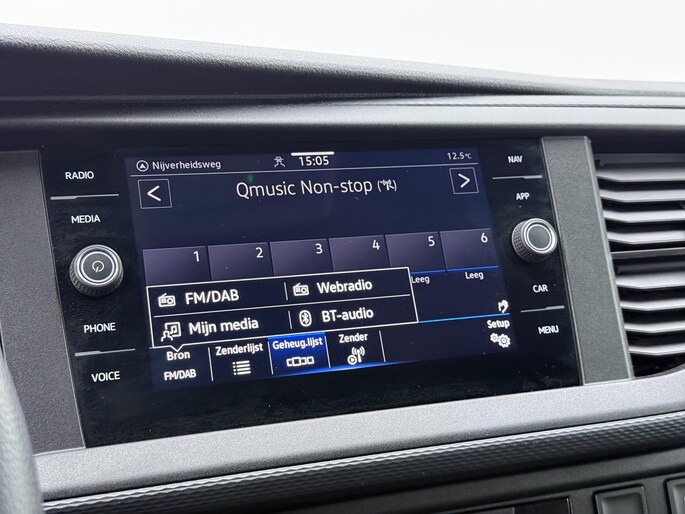 RADIO
MEDIA
PHONE
VOICE
Nijverheidsweg
15:05
12.5°C
< Qmusic Non-stop >
1 2 3 4 5 6
Leeg Leeg
FM/DAB Webradio
Mijn media BT-audio
Bron Zenderlijst Geheug.lijst Zender Setup
FM/DAB
NAV
APP
CAR
MENU